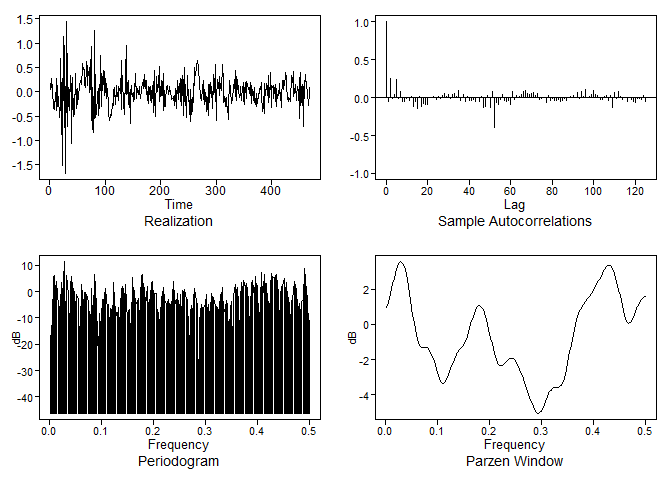 1.5
1.0
0.5
0.0
-0.5
-1.0
-1.5
0 100 200 300 400
Time
Realization
1.0
0.5
0.0
-0.5
-1.0
0 20 40 60 80 100 120
Lag
Sample Autocorrelations
10
0
-10
-20
-30
-40
dB
0.0 0.1 0.2 0.3 0.4 0.5
Frequency
Periodogram
2
0
-2
-4
dB
0.0 0.1 0.2 0.3 0.4 0.5
Frequency
Parzen Window